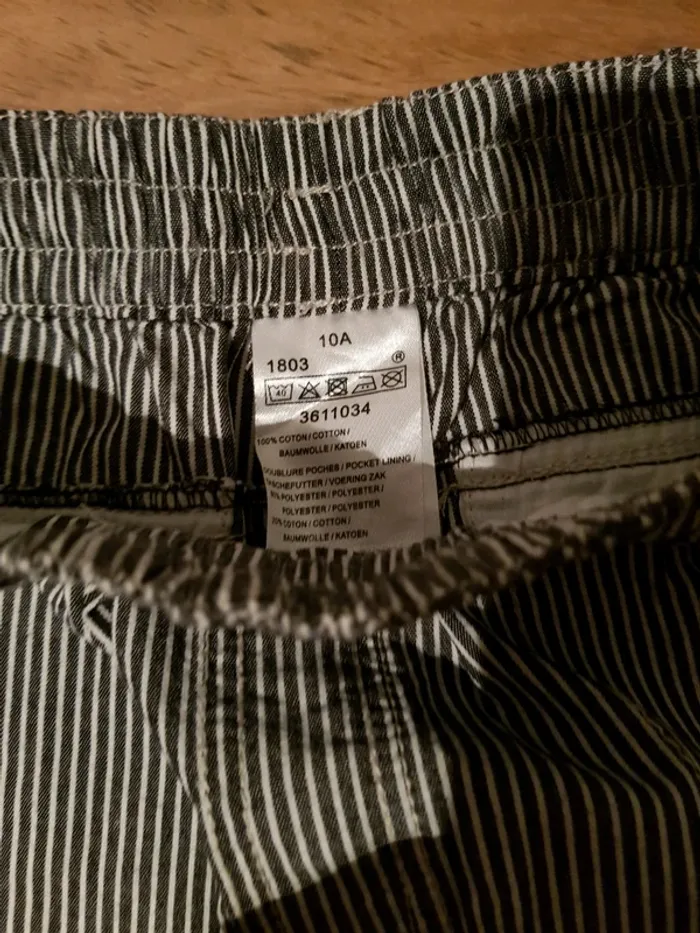 10A
1803
®
40
3611034
100% COTON / COTTON /
BAUMWOLLE / KATOEN
DOUBLURE POCHES / POCKET LINING /
TASCHEFUTTER / VOERING ZAK
POLYESTER / POLYESTER /
POLYESTER / POLYESTER
20% COTON / COTTON /
BAUMWOLLE / KATOEN